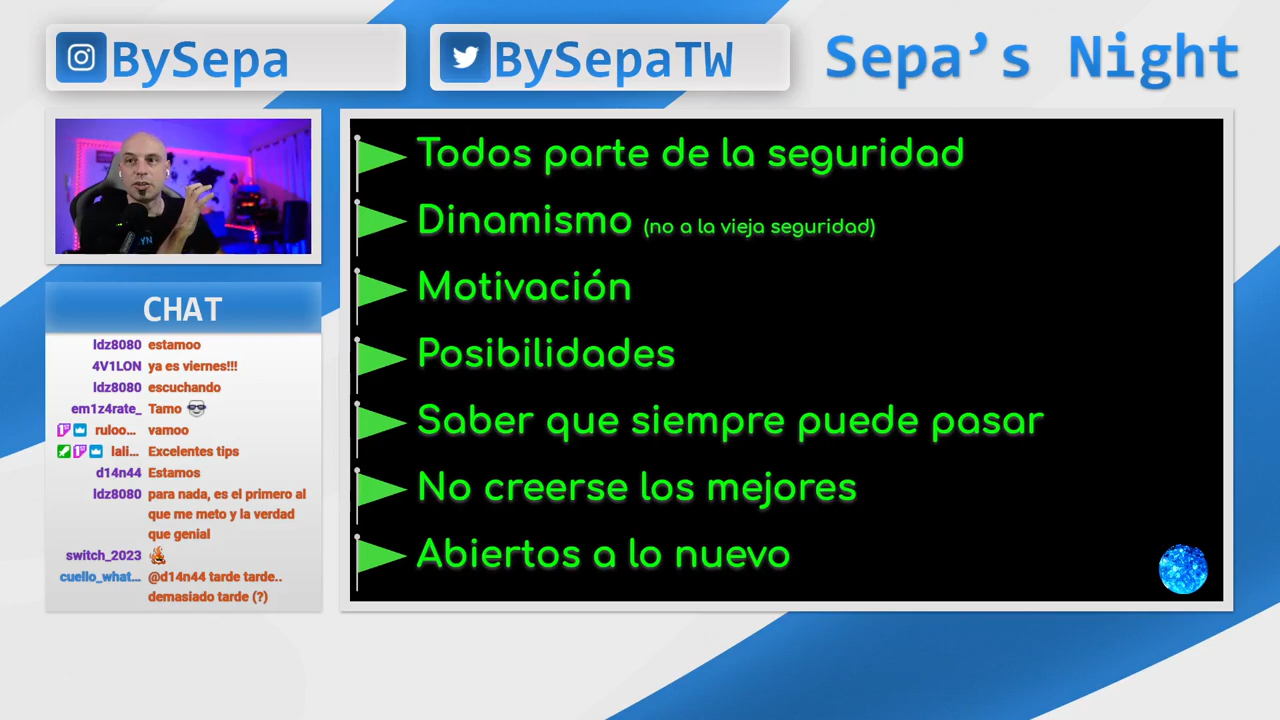 BySepa
BySepaTW
Sepa's Night
Todos parte de la seguridad
Dinamismo (no a la vieja seguridad)
Motivación
Posibilidades
Saber que siempre puede pasar
No creerse los mejores
Abiertos a lo nuevo
CHAT
ldz8080 estamoo
4V1LON ya es viernes!!!
ldz8080 escuchando
em1z4rate_ Tamo
ruloo... vamoo
lali... Excelentes tips
d14n44 Estamos
ldz8080 para nada, es el primero al
que me meto y la verdad
que genial
switch_2023
cuello_what... @d14n44 tarde tarde..
demasiado tarde (?)